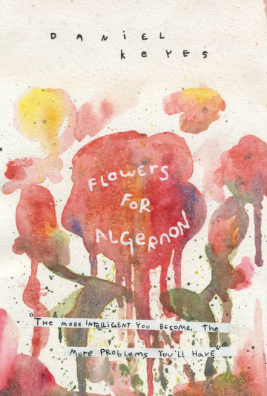 DANiEL
KeYES
FLOWERS
FOR
ALGERNON
"The more intelligent You Become, the
More problems You'll Have"